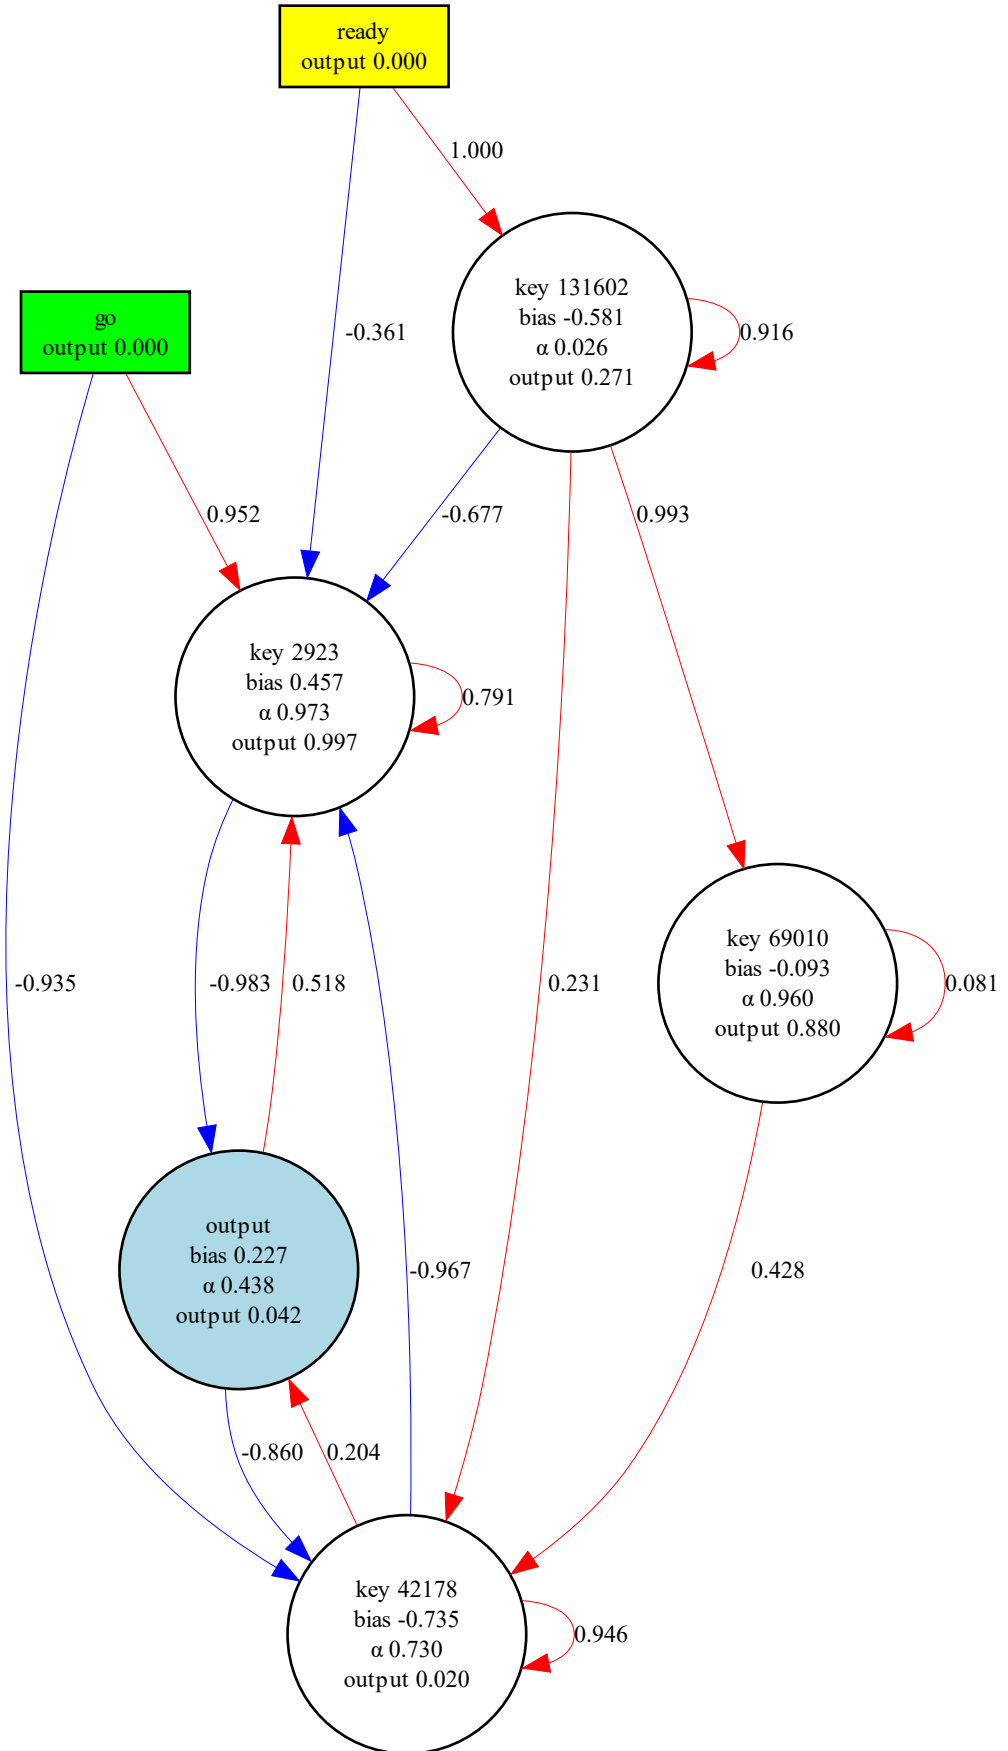 ready
output 0.000
1.000
go
output 0.000
-0.361
key 131602
bias -0.581
α 0.026
output 0.271
0.916
0.952
-0.677
0.993
key 2923
bias 0.457
α 0.973
output 0.997
0.791
key 69010
bias -0.093
α 0.960
output 0.880
0.081
-0.935
-0.983
0.518
0.231
output
bias 0.227
α 0.438
output 0.042
-0.967
0.428
-0.860
0.204
key 42178
bias -0.735
α 0.730
output 0.020
0.946